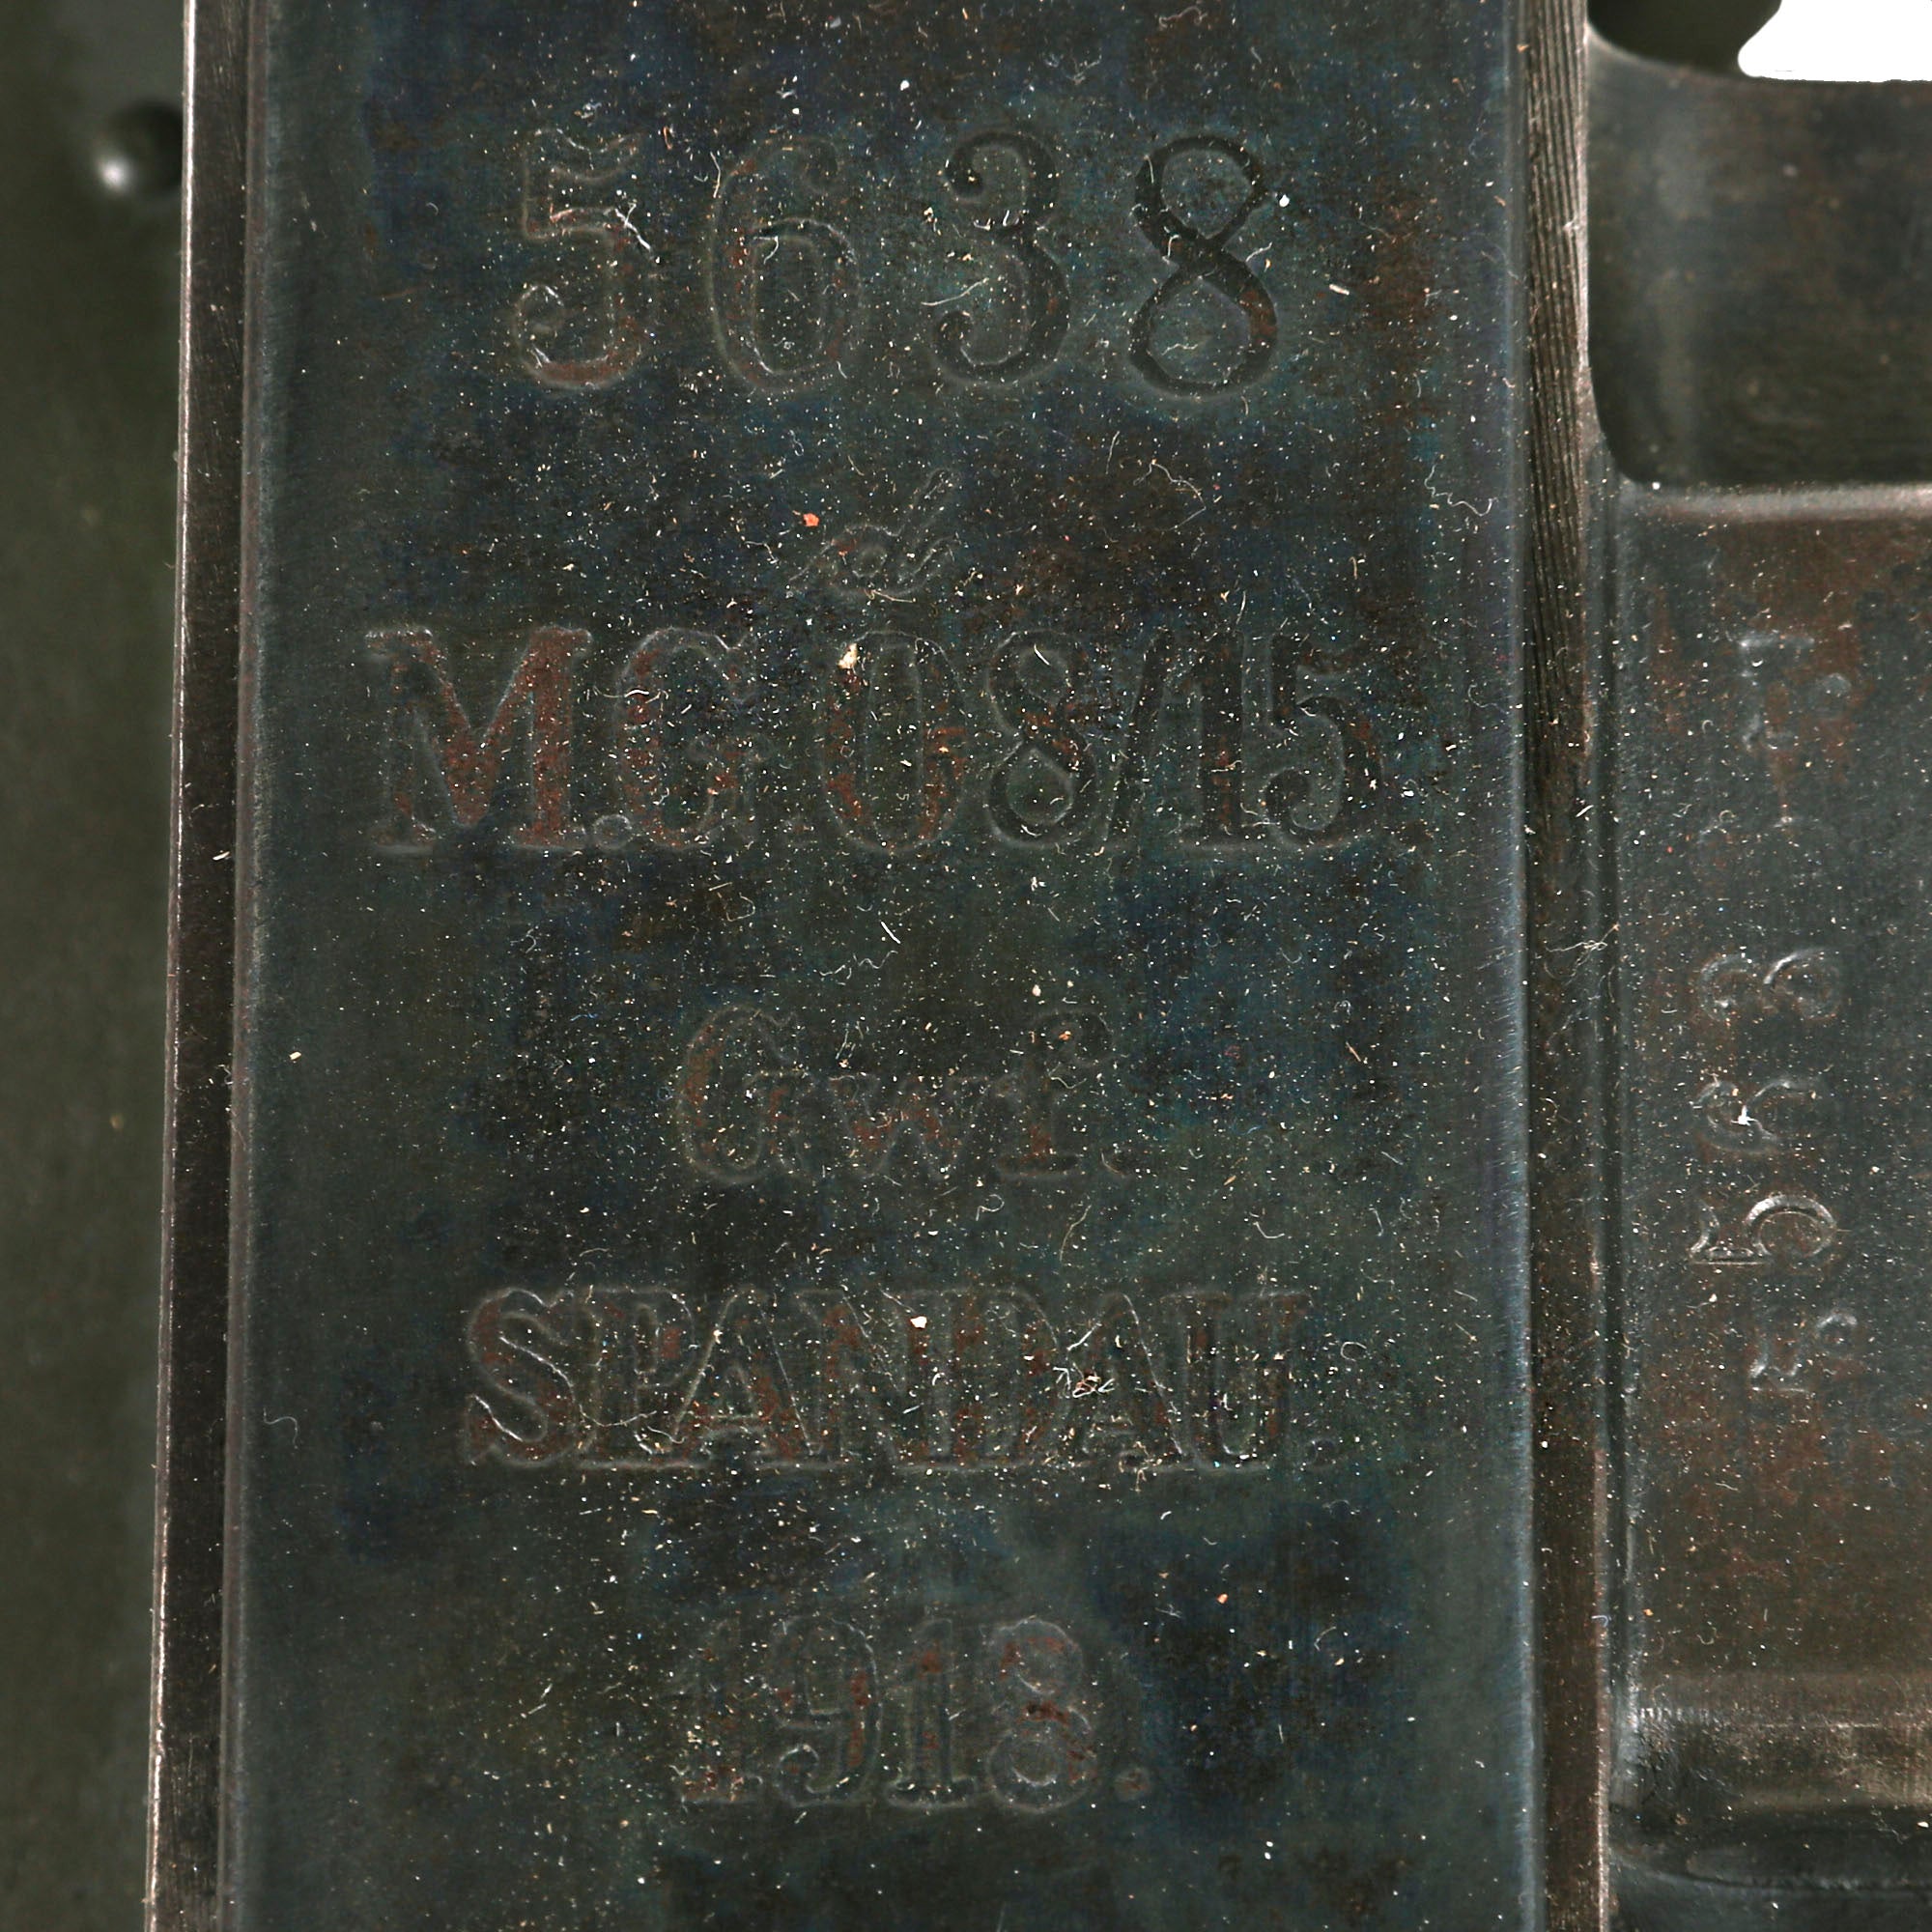 5638
d
M.G.08/15.
Gwf.
SPANDAU.
1918.